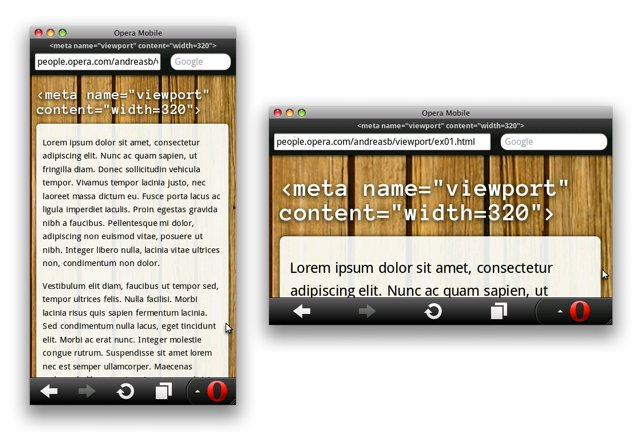 Opera Mobile
<meta name="viewport" content="width=320">
people.opera.com/andreasb/v
Google
<meta name="viewport"
content="width=320">
Lorem ipsum dolor sit amet, consectetur
adipiscing elit. Nunc ac quam sapien, ut
fringilla diam. Donec sollicitudin vehicula
tempor. Vivamus tempor lacinia justo, nec
laoreet massa dictum eu. Fusce porta lacus ac
ligula imperdiet iaculis. Proin egestas gravida
nibh a faucibus. Pellentesque mi dolor,
adipiscing non euismod vitae, posuere ut
nibh. Integer libero nulla, lacinia vitae ultrices
non, condimentum non dolor.
Vestibulum elit diam, faucibus ut tempor sed,
tempor ultrices felis. Nulla facilisi. Morbi
lacinia risus quis sapien fermentum lacinia.
Sed condimentum nulla lacus, eget tincidunt
elit. Morbi ac erat nunc. Integer molestie
congue rutrum. Suspendisse sit amet lorem
nec est semper ullamcorper. Maecenas
Opera Mobile
<meta name="viewport" content="width=320">
people.opera.com/andreasb/viewport/ex01.html
Google
<meta name="viewport"
content="width=320">
Lorem ipsum dolor sit amet, consectetur
adipiscing elit. Nunc ac quam sapien, ut